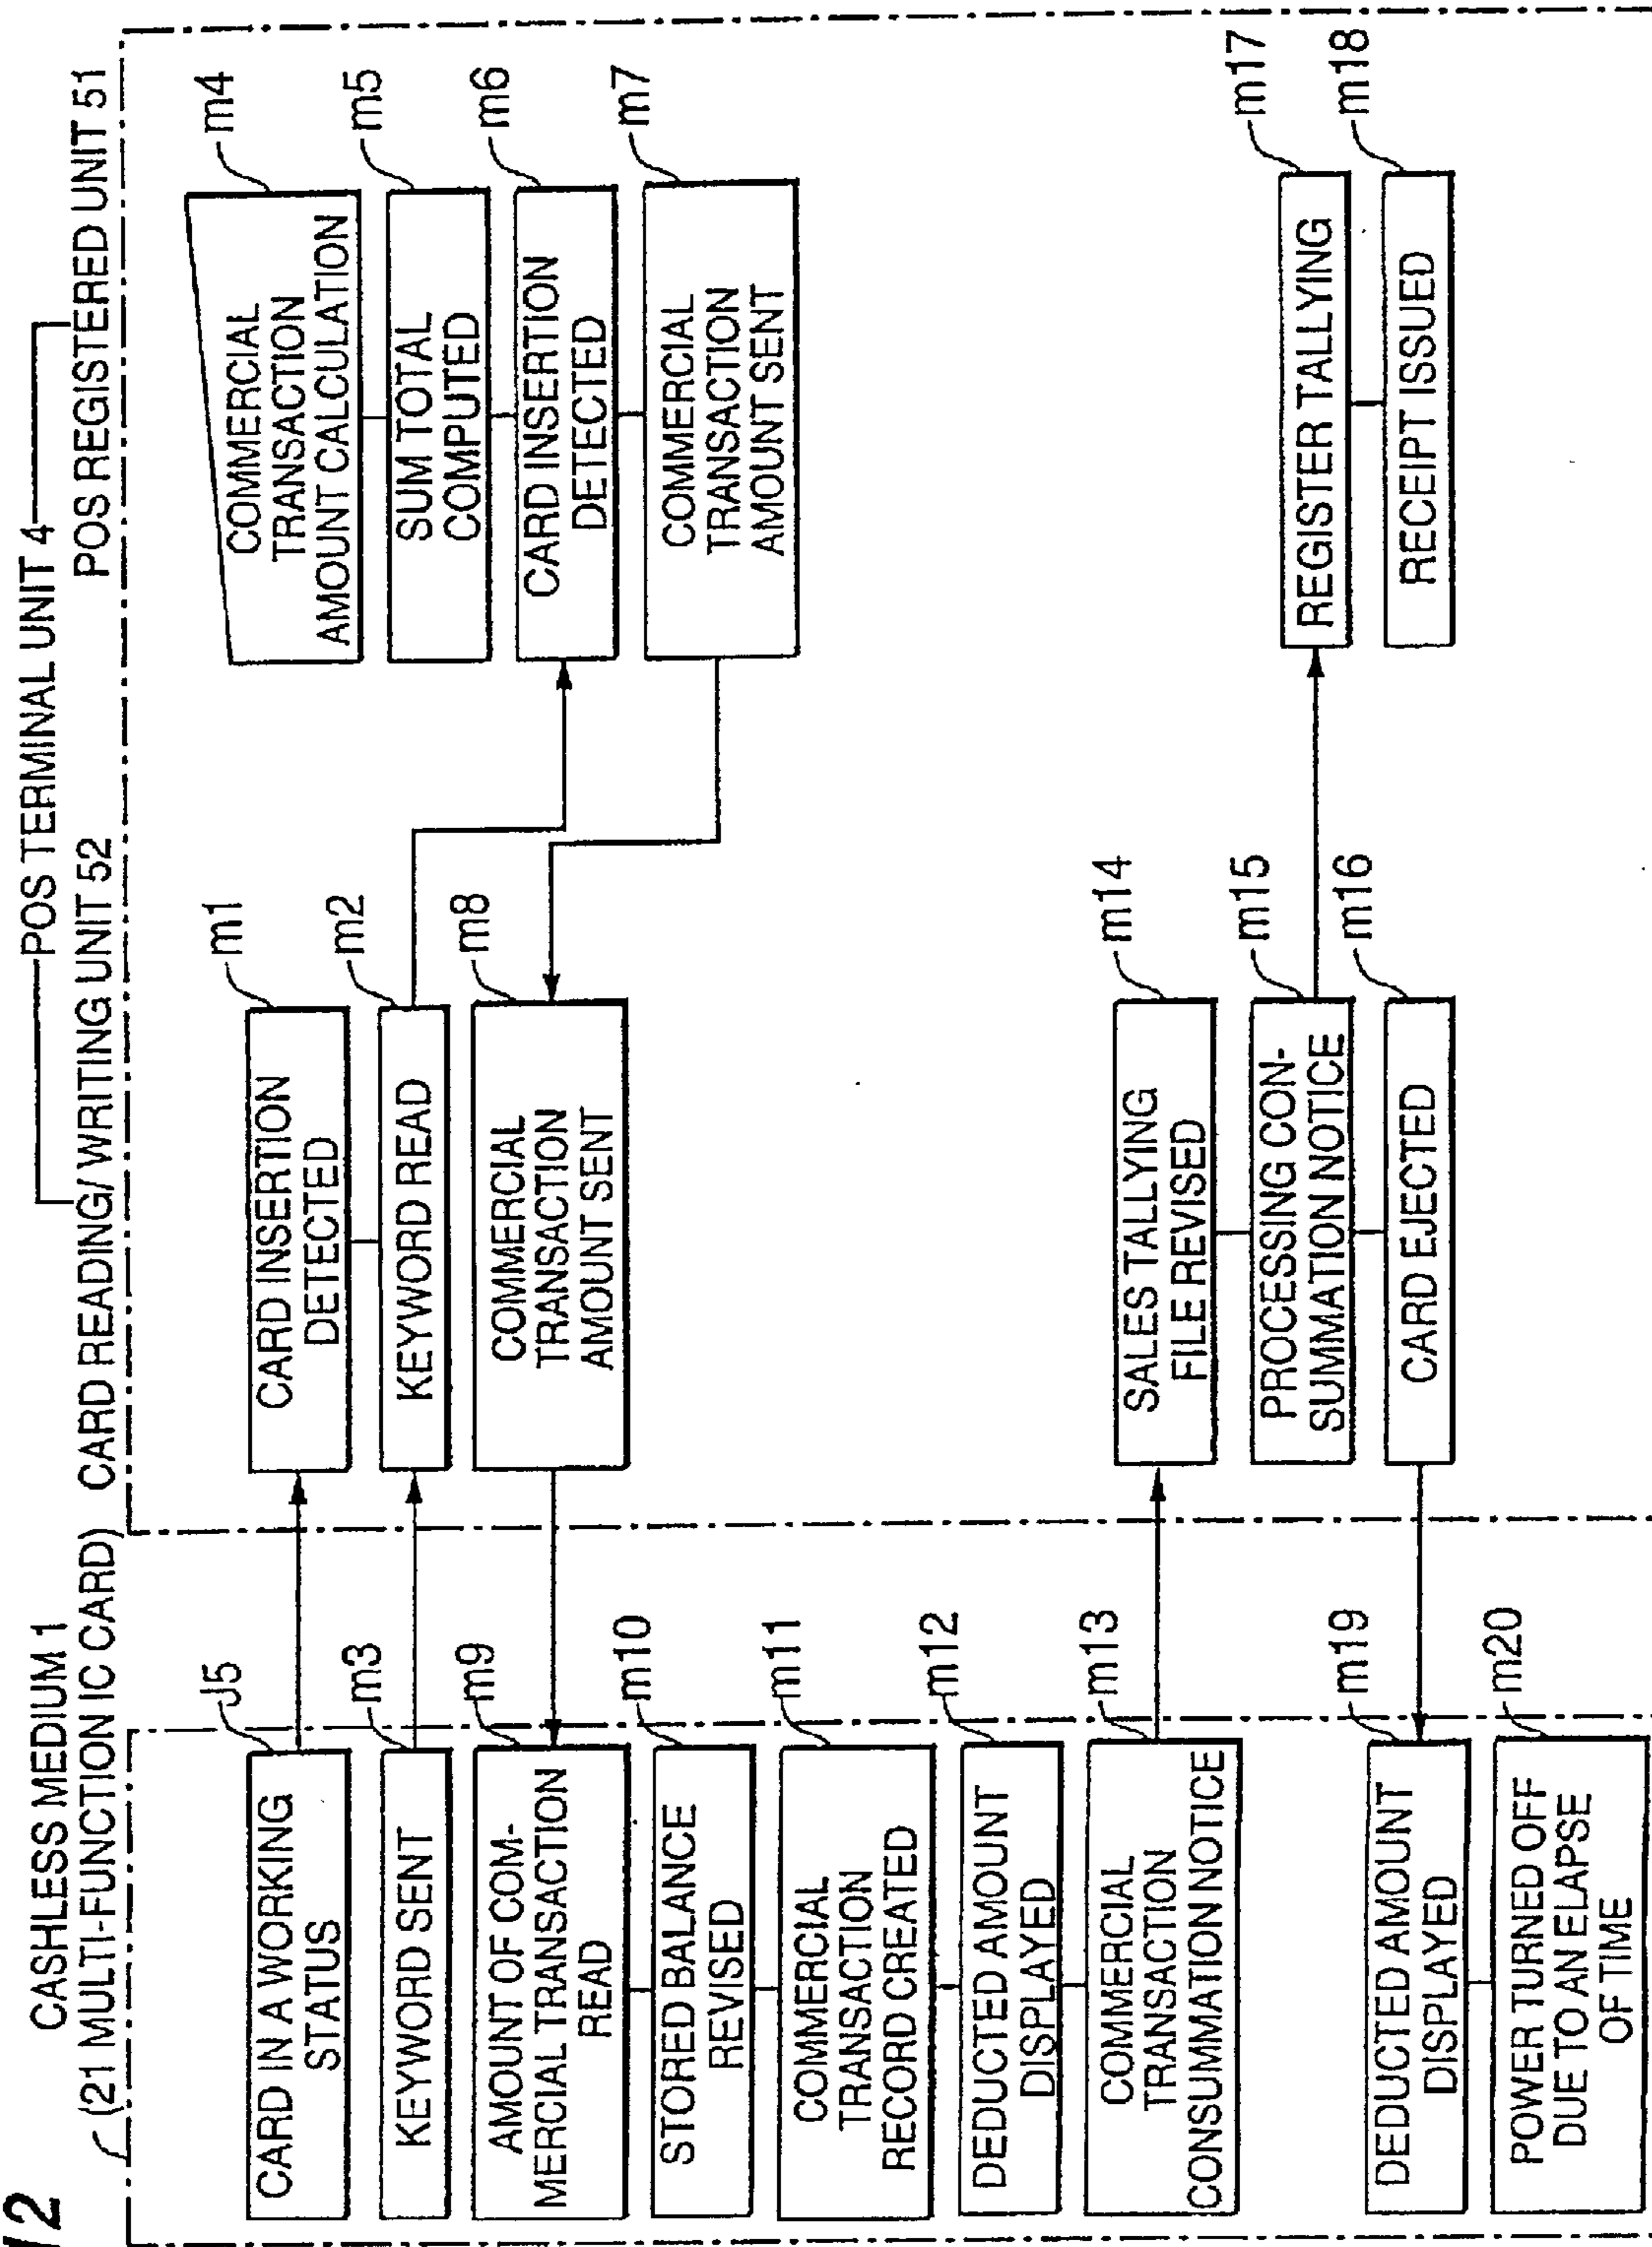 12
CASHLESS MEDIUM 1
(21 MULTI-FUNCTION IC CARD)
POS TERMINAL UNIT 4
CARD READING/WRITING UNIT 52
POS REGISTERED UNIT 51
J5
CARD IN A WORKING
STATUS
m3
KEYWORD SENT
m9
AMOUNT OF COM-
MERCIAL TRANSACTION
READ
m10
STORED BALANCE
REVISED
m11
COMMERCIAL
TRANSACTION
RECORD CREATED
m12
DEDUCTED AMOUNT
DISPLAYED
m13
COMMERCIAL
TRANSACTION
CONSUMMATION NOTICE
m19
DEDUCTED AMOUNT
DISPLAYED
m20
POWER TURNED OFF
DUE TO AN ELAPSE
OF TIME
m1
CARD INSERTION
DETECTED
m2
KEYWORD READ
m8
COMMERCIAL
TRANSACTION
AMOUNT SENT
m14
SALES TALLYING
FILE REVISED
m15
PROCESSING CON-
SUMMATION NOTICE
m16
CARD EJECTED
m4
COMMERCIAL
TRANSACTION
AMOUNT CALCULATION
m5
SUM TOTAL
COMPUTED
m6
CARD INSERTION
DETECTED
m7
COMMERCIAL
TRANSACTION
AMOUNT SENT
m17
REGISTER TALLYING
m18
RECEIPT ISSUED